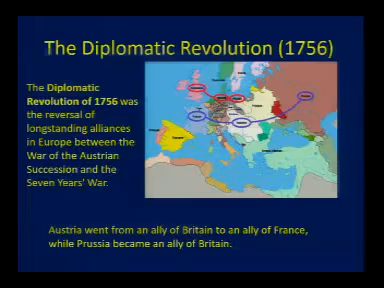 The Diplomatic Revolution (1756)
The Diplomatic
Revolution of 1756 was
the reversal of
longstanding alliances
in Europe between the
War of the Austrian
Succession and the
Seven Years' War.
Austria went from an ally of Britain to an ally of France,
while Prussia became an ally of Britain.